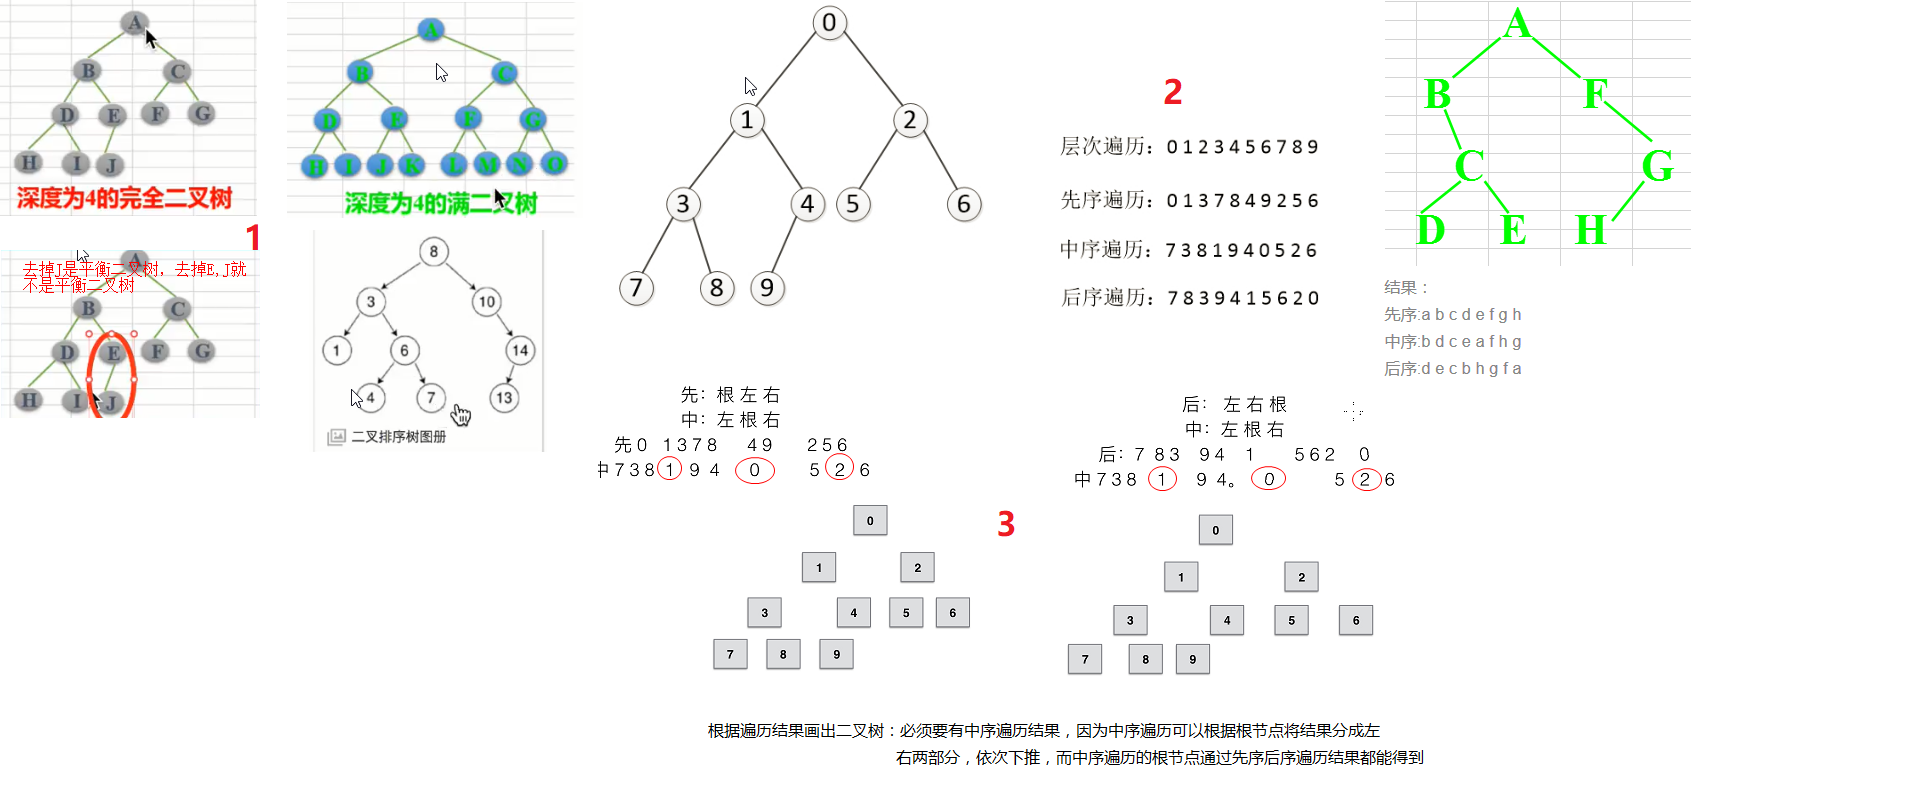 A
B C
D E F G
H I J
深度为4的完全二叉树
1
A
B C
D E F G
H I J K L M N O
深度为4的满二叉树
去掉J是平衡二叉树，去掉E,J就
不是平衡二叉树
A
B C
D E F G
H I J
8
3 10
1 6 14
4 7 13
二叉排序树图册
0
1 2
3 4 5 6
7 8 9
2
层次遍历：0 1 2 3 4 5 6 7 8 9
先序遍历：0 1 3 7 8 4 9 2 5 6
中序遍历：7 3 8 1 9 4 0 5 2 6
后序遍历：7 8 3 9 4 1 5 6 2 0
A
B F
C G
D E H
结果：
先序:a b c d e f g h
中序:b d c e a f h g
后序:d e c b h g f a
先：根 左 右
中：左 根 右
先 0 1 3 7 8 4 9 2 5 6
中 7 3 8 1 9 4 0 5 2 6
0
1 2
3 4 5 6
7 8 9
3
后： 左 右 根
中：左 根 右
后：7 8 3 9 4 1 5 6 2 0
中 7 3 8 1 9 4。 0 5 2 6
0
1 2
3 4 5 6
7 8 9
根据遍历结果画出二叉树：必须要有中序遍历结果，因为中序遍历可以根据根节点将结果分成左
右两部分，依次下推，而中序遍历的根节点通过先序后序遍历结果都能得到